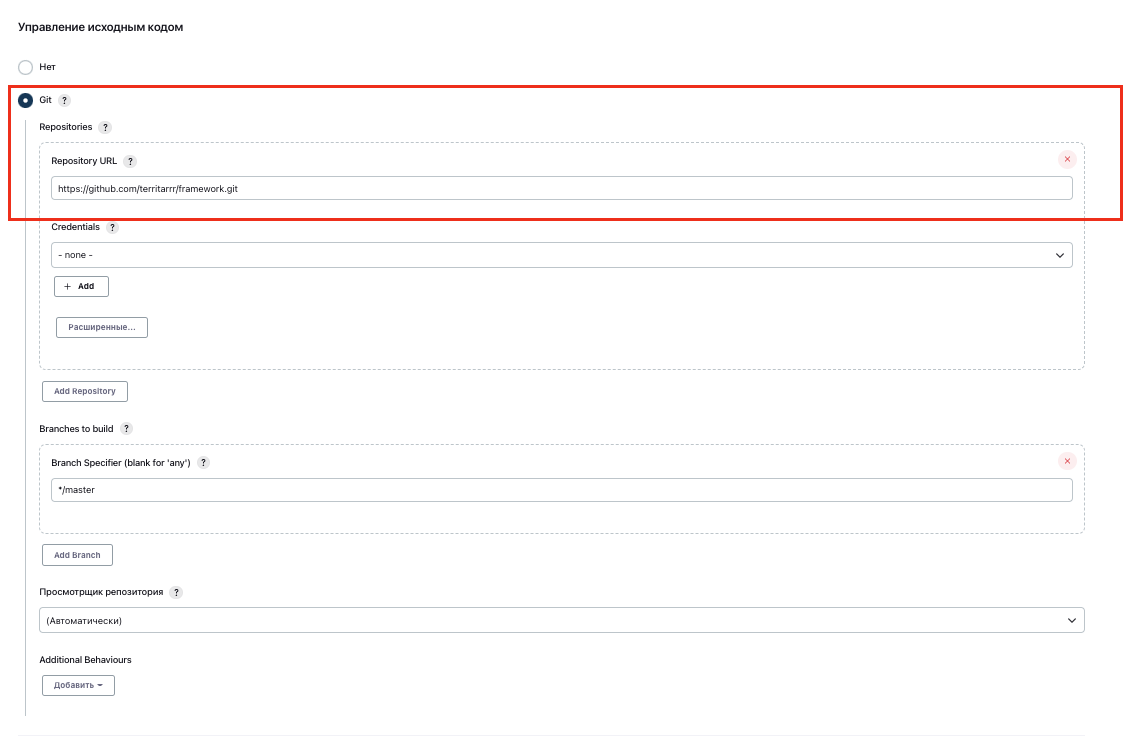 Управление исходным кодом
Нет
Git ?
Repositories ?
Repository URL ?
https://github.com/territarrr/framework.git
Credentials ?
- none -
+ Add
Расширенные...
Add Repository
Branches to build ?
Branch Specifier (blank for 'any') ?
*/master
Add Branch
Просмотрщик репозитория ?
(Автоматически)
Additional Behaviours
Добавить